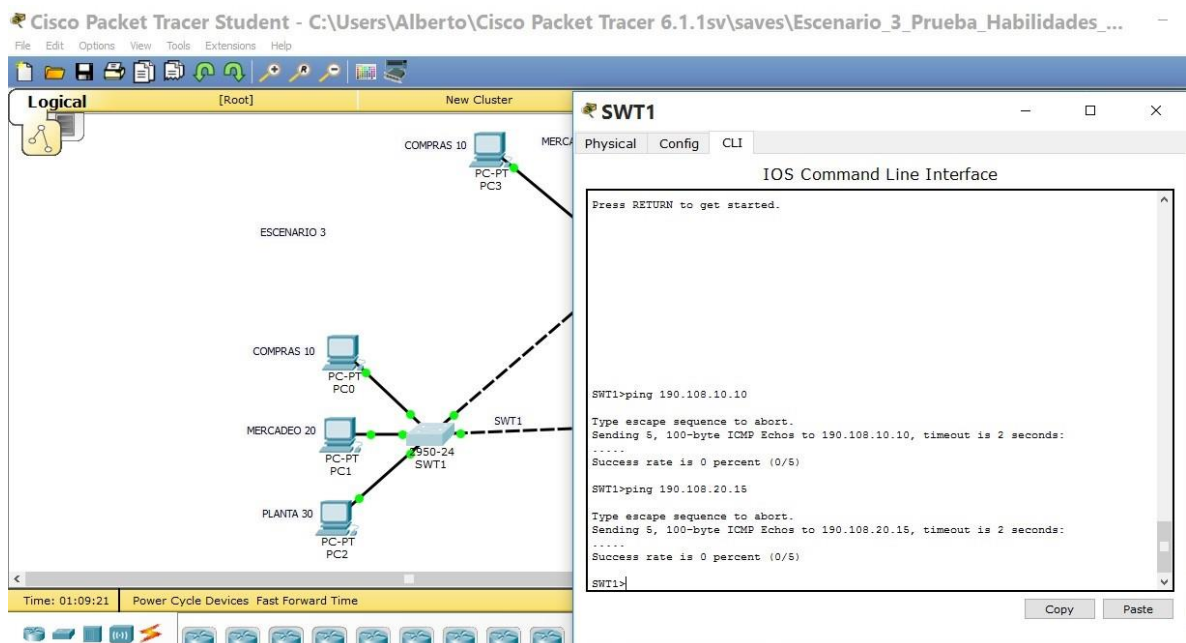 Cisco Packet Tracer Student - C:\Users\Alberto\Cisco Packet Tracer 6.1.1sv\saves\Escenario_3_Prueba_Habilidades_...
File Edit Options View Tools Extensions Help
Logical
[Root]
New Cluster
COMPRAS 10
MERCA
PC-PT
PC3
ESCENARIO 3
COMPRAS 10
PC-PT
PC0
MERCADEO 20
PC-PT
PC1
SWT1
2950-24
SWT1
PLANTA 30
PC-PT
PC2
Time: 01:09:21
Power Cycle Devices Fast Forward Time
SWT1
Physical Config CLI
IOS Command Line Interface
Press RETURN to get started.
SWT1>ping 190.108.10.10
Type escape sequence to abort.
Sending 5, 100-byte ICMP Echos to 190.108.10.10, timeout is 2 seconds:
.....
Success rate is 0 percent (0/5)
SWT1>ping 190.108.20.15
Type escape sequence to abort.
Sending 5, 100-byte ICMP Echos to 190.108.20.15, timeout is 2 seconds:
.....
Success rate is 0 percent (0/5)
SWT1>
Copy Paste